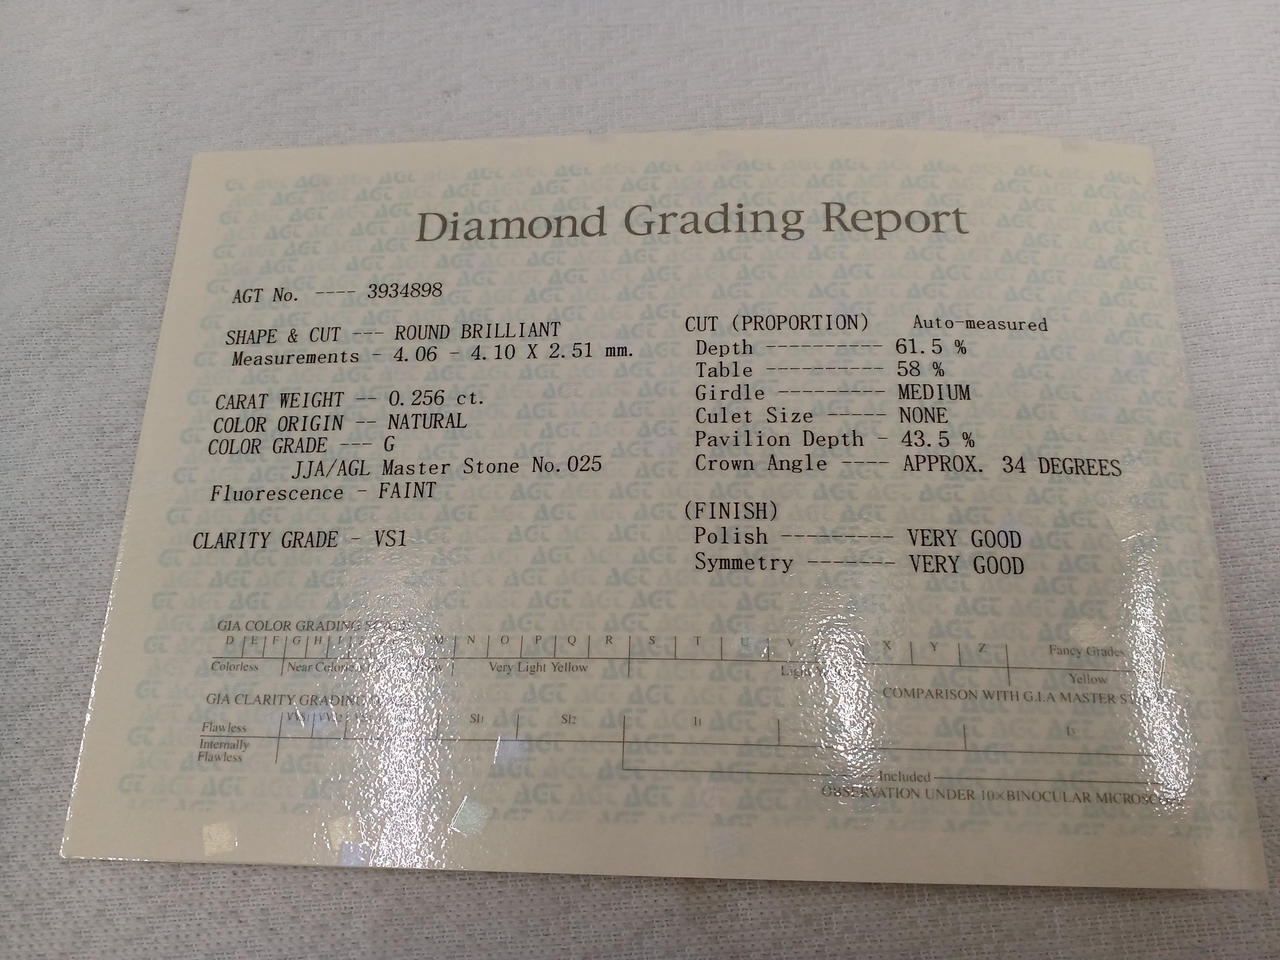 Diamond Grading Report
AGT No. ---- 3934898
SHAPE & CUT --- ROUND BRILLIANT
Measurements - 4.06 - 4.10 X 2.51 mm.
CARAT WEIGHT -- 0.256 ct.
COLOR ORIGIN -- NATURAL
COLOR GRADE --- G
JJA/AGL Master Stone No.025
Fluorescence - FAINT
CLARITY GRADE - VS1
CUT (PROPORTION) Auto-measured
Depth ---------- 61.5 %
Table ---------- 58 %
Girdle --------- MEDIUM
Culet Size ----- NONE
Pavilion Depth - 43.5 %
Crown Angle ---- APPROX. 34 DEGREES
(FINISH)
Polish --------- VERY GOOD
Symmetry ------- VERY GOOD
GIA COLOR GRADING
D E F G H I M N O P Q R S T U V X Y Z Fancy Grades
Colorless Near Very Light Yellow Yellow
COMPARISON WITH G.I.A MASTER
GIA CLARITY GRADING
Flawless SI1 SI2 I1
Internally
Flawless
Included
OBSERVATION UNDER 10×BINOCULAR